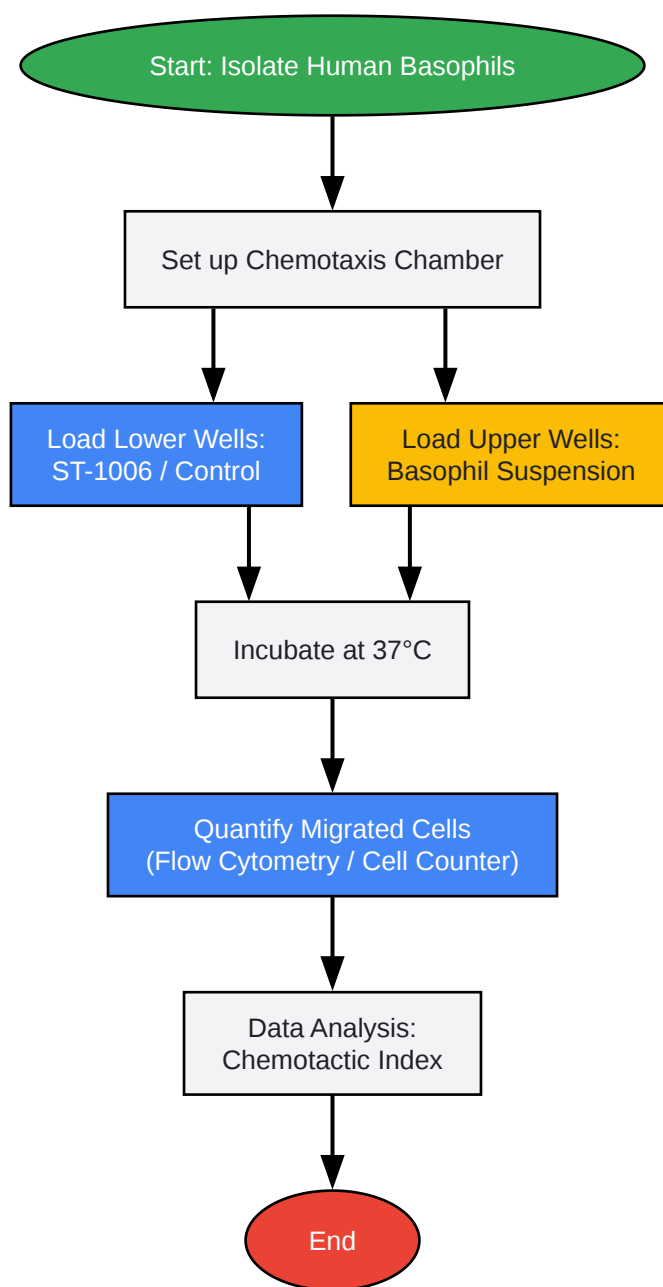 Start: Isolate Human Basophils
Set up Chemotaxis Chamber
Load Lower Wells:
ST-1006 / Control
Load Upper Wells:
Basophil Suspension
Incubate at 37°C
Quantify Migrated Cells
(Flow Cytometry / Cell Counter)
Data Analysis:
Chemotactic Index
End